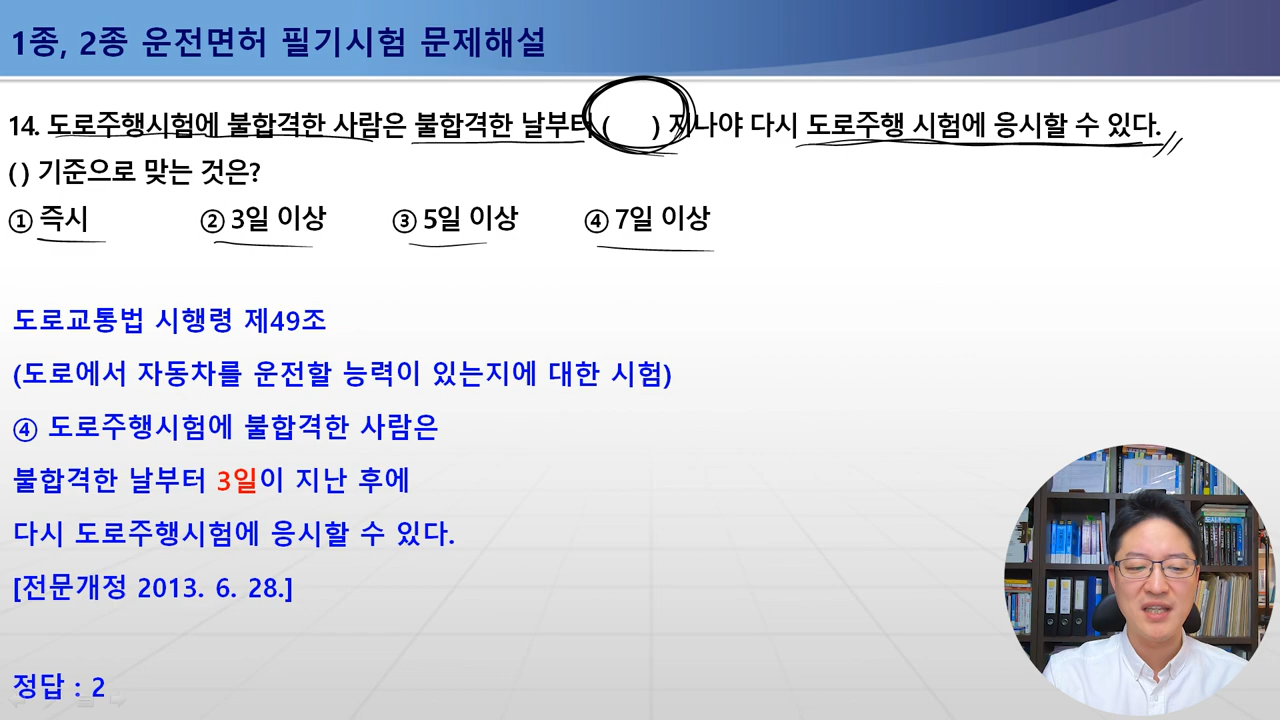 1종, 2종 운전면허 필기시험 문제해설
14. 도로주행시험에 불합격한 사람은 불합격한 날부터 ( ) 지나야 다시 도로주행 시험에 응시할 수 있다.
( ) 기준으로 맞는 것은?
① 즉시 ② 3일 이상 ③ 5일 이상 ④ 7일 이상
도로교통법 시행령 제49조
(도로에서 자동차를 운전할 능력이 있는지에 대한 시험)
④ 도로주행시험에 불합격한 사람은
불합격한 날부터 3일이 지난 후에
다시 도로주행시험에 응시할 수 있다.
[전문개정 2013. 6. 28.]
정답 : 2